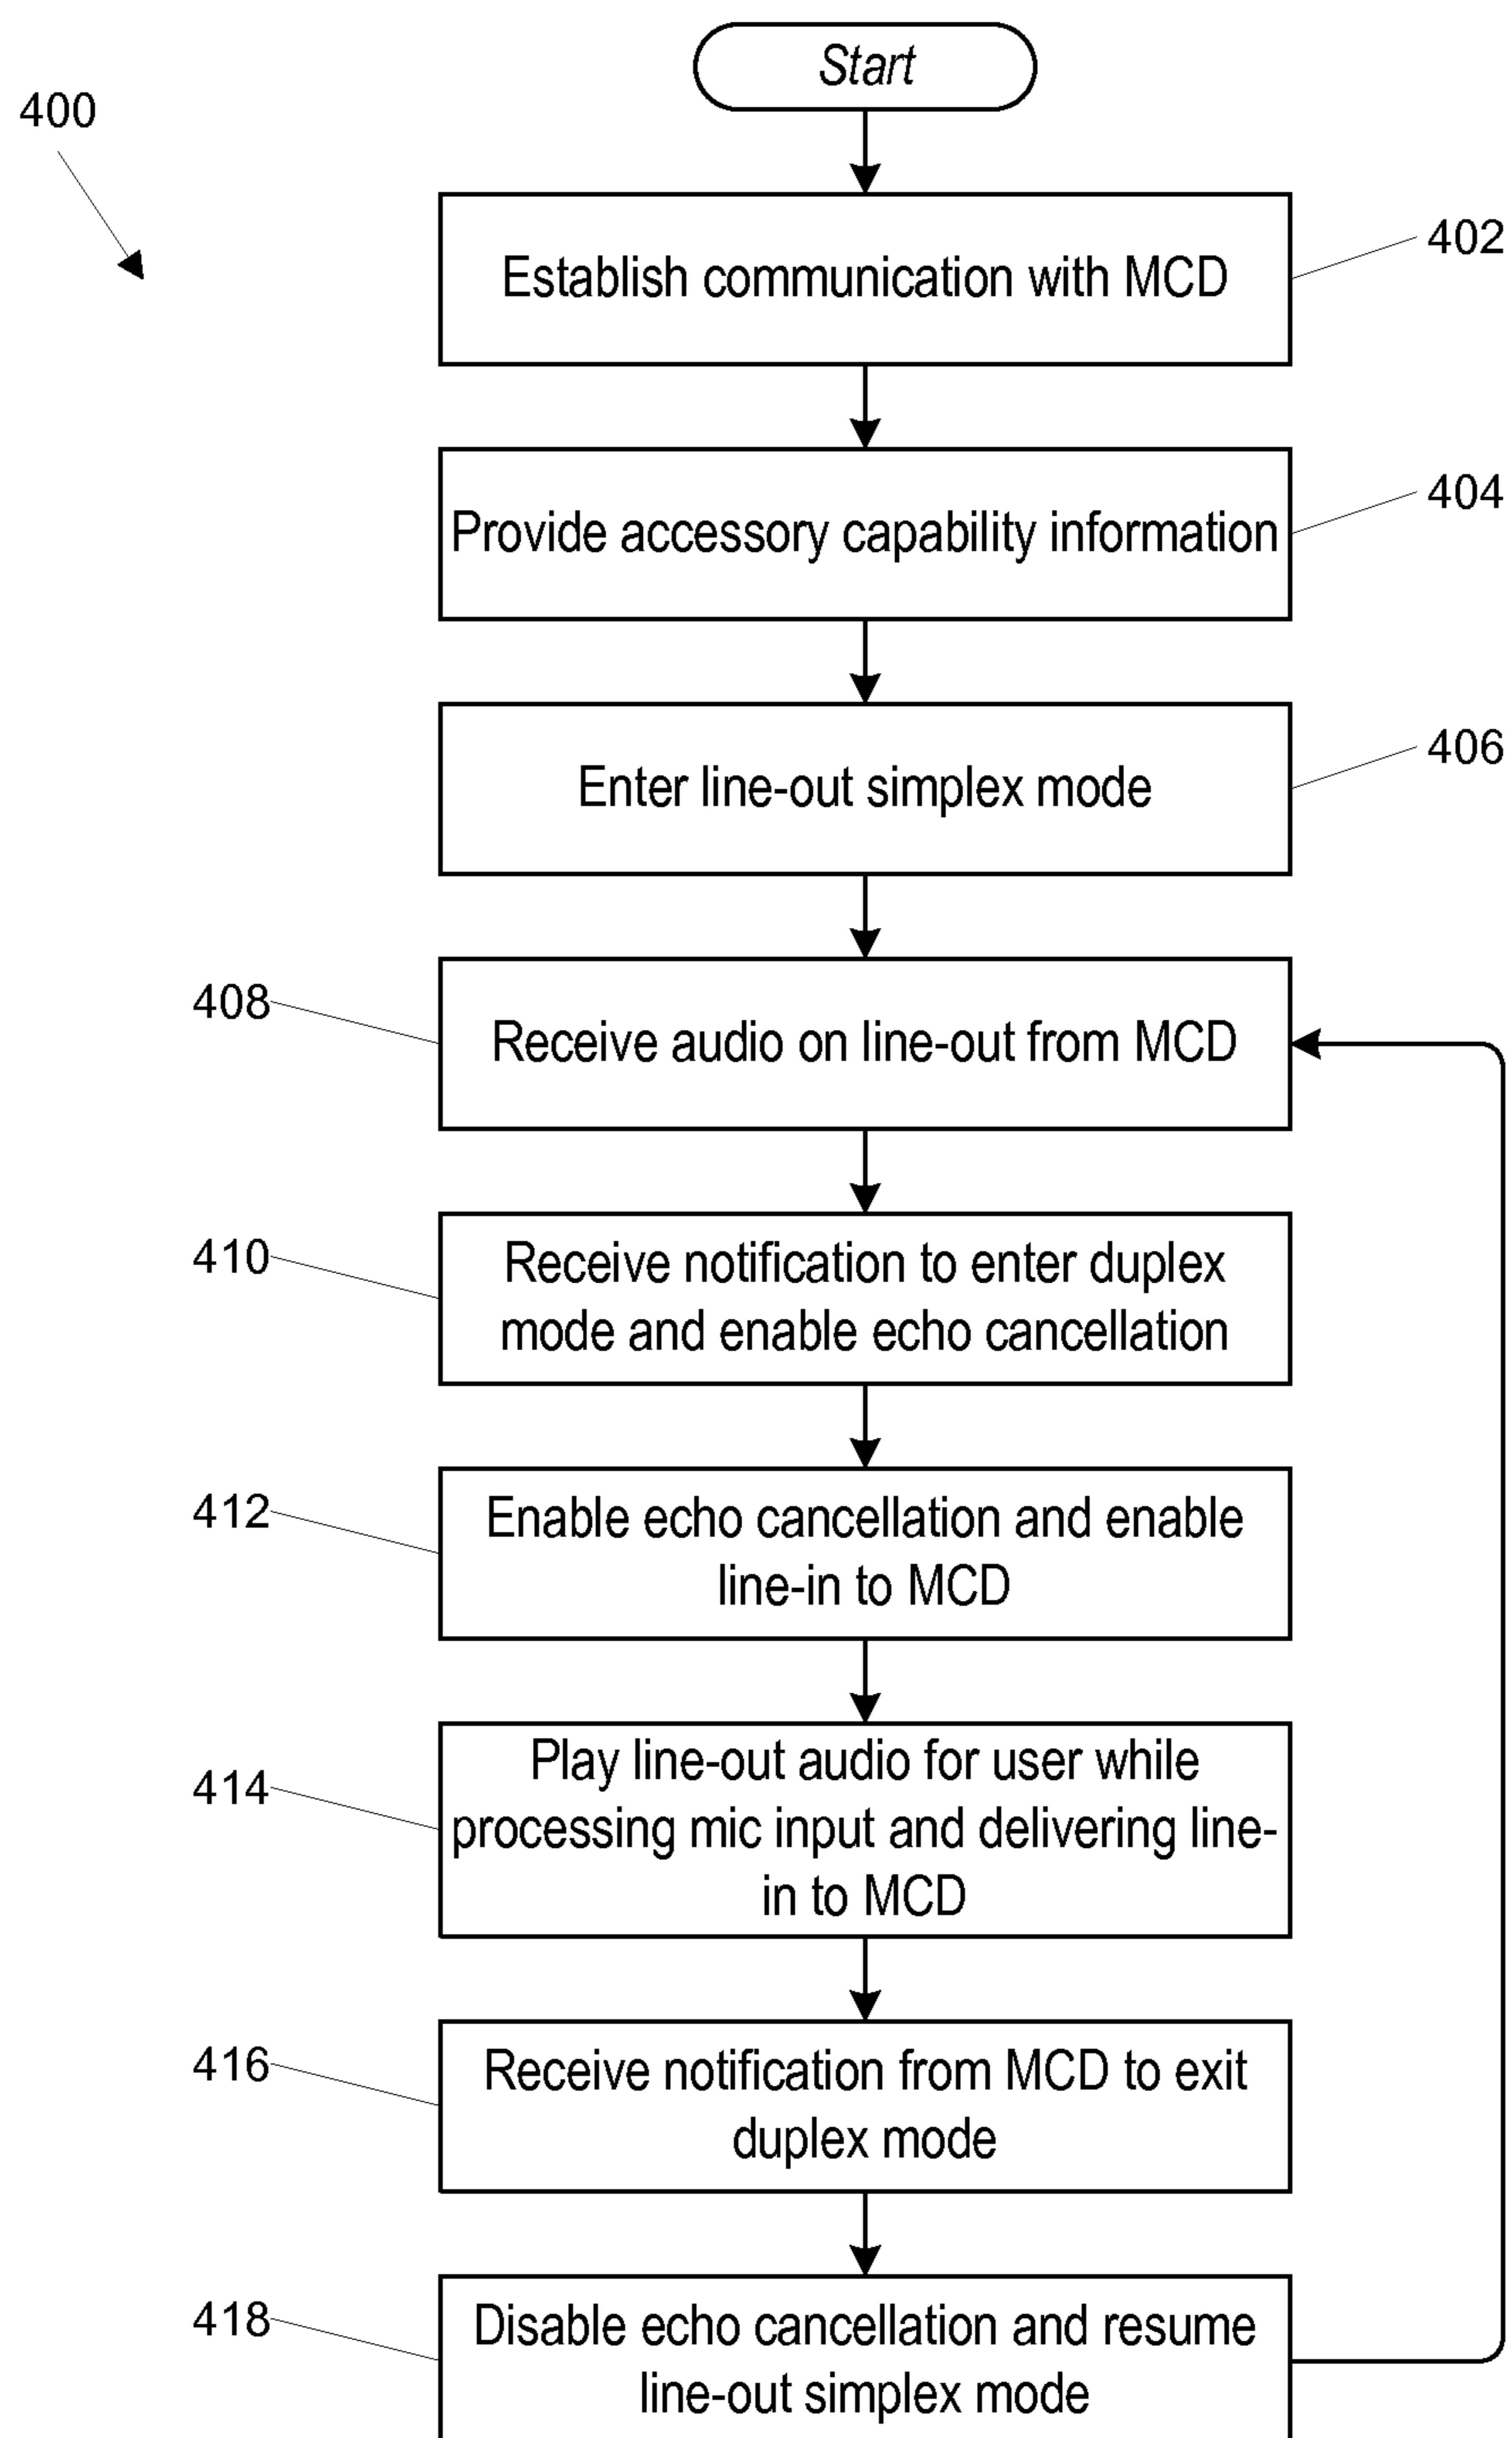 Start
400
Establish communication with MCD
402
Provide accessory capability information
404
Enter line-out simplex mode
406
408
Receive audio on line-out from MCD
410
Receive notification to enter duplex
mode and enable echo cancellation
412
Enable echo cancellation and enable
line-in to MCD
414
Play line-out audio for user while
processing mic input and delivering line-
in to MCD
416
Receive notification from MCD to exit
duplex mode
418
Disable echo cancellation and resume
line-out simplex mode